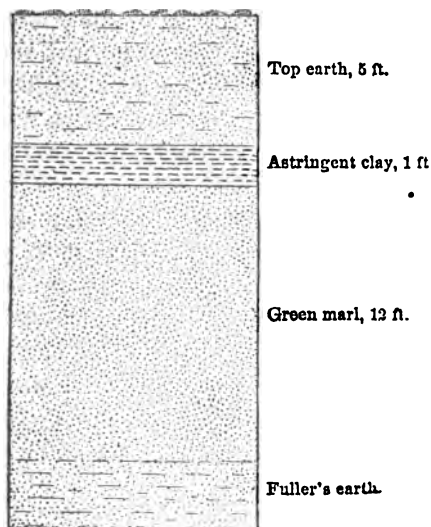 Top earth, 5 ft.
Astringent clay, 1 ft
Green marl, 12 ft.
Fuller's earth.